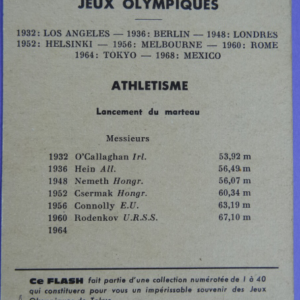 JEUX OLYMPIQUES
1932: LOS ANGELES — 1936: BERLIN — 1948: LONDRES
1952: HELSINKI — 1956: MELBOURNE — 1960: ROME
1964: TOKYO — 1968: MEXICO
ATHLETISME
Lancement du marteau
Messieurs
1932 O'Callaghan Irl. 53,92 m
1936 Hein All. 56,49 m
1948 Nemeth Hongr. 56,07 m
1952 Csermak Hongr. 60,34 m
1956 Connolly E.U. 63,19 m
1960 Rodenkov U.R.S.S. 67,10 m
1964
Ce FLASH fait partie d'une collection numérotée de 1 à 40
qui constituera pour vous un impérissable souvenir des Jeux